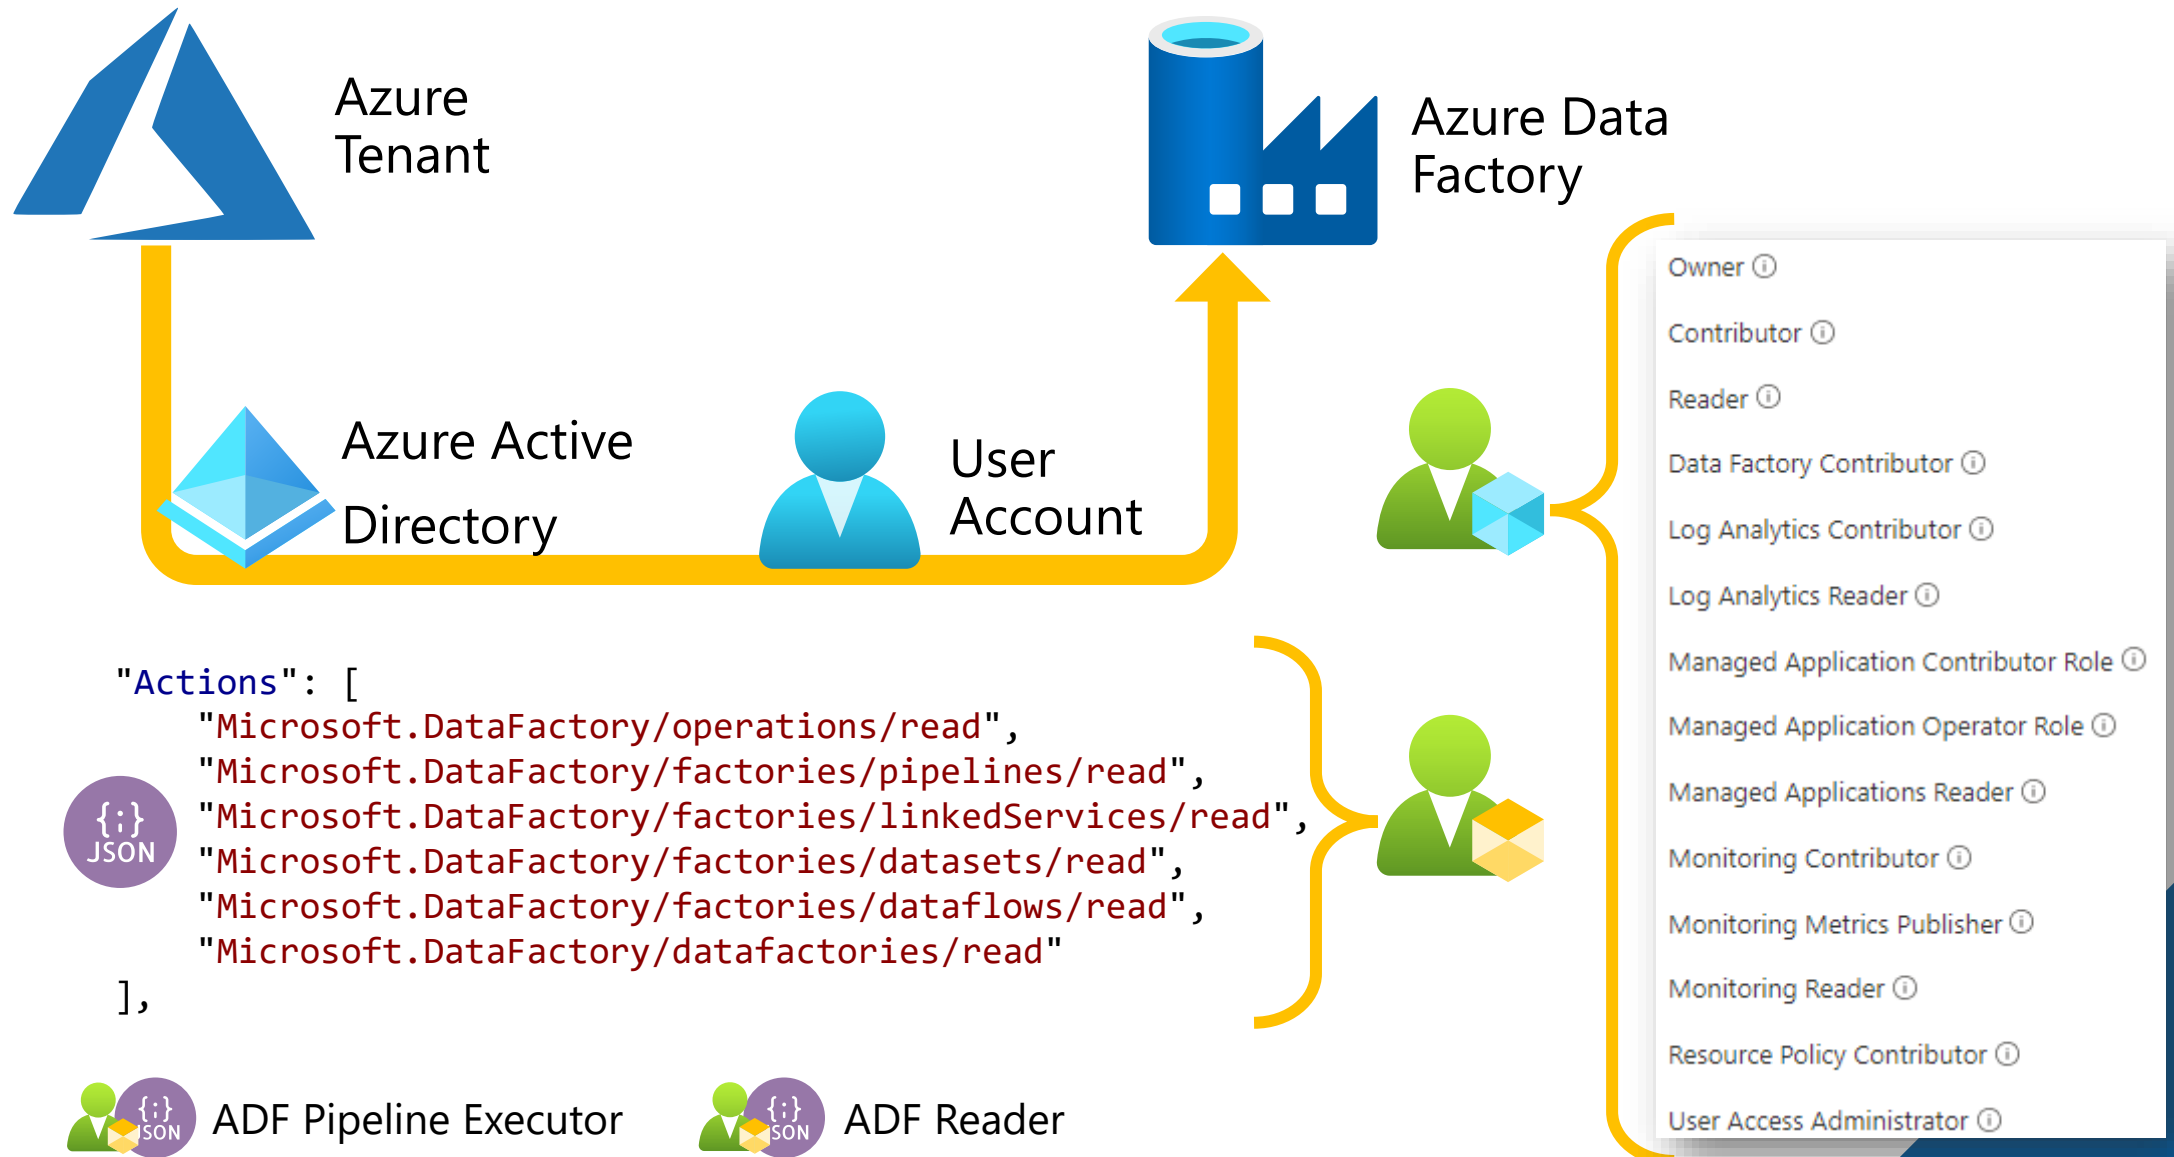 Azure
Tenant
Azure Data
Factory
Azure Active
Directory
User
Account
Owner
Contributor
Reader
Data Factory Contributor
Log Analytics Contributor
Log Analytics Reader
Managed Application Contributor Role
Managed Application Operator Role
Managed Applications Reader
Monitoring Contributor
Monitoring Metrics Publisher
Monitoring Reader
Resource Policy Contributor
User Access Administrator
"Actions": [
"Microsoft.DataFactory/operations/read",
"Microsoft.DataFactory/factories/pipelines/read",
"Microsoft.DataFactory/factories/linkedServices/read",
"Microsoft.DataFactory/factories/datasets/read",
"Microsoft.DataFactory/factories/dataflows/read",
"Microsoft.DataFactory/datafactories/read"
],
{;}
JSON
{;}
JSON
ADF Pipeline Executor
{;}
JSON
ADF Reader